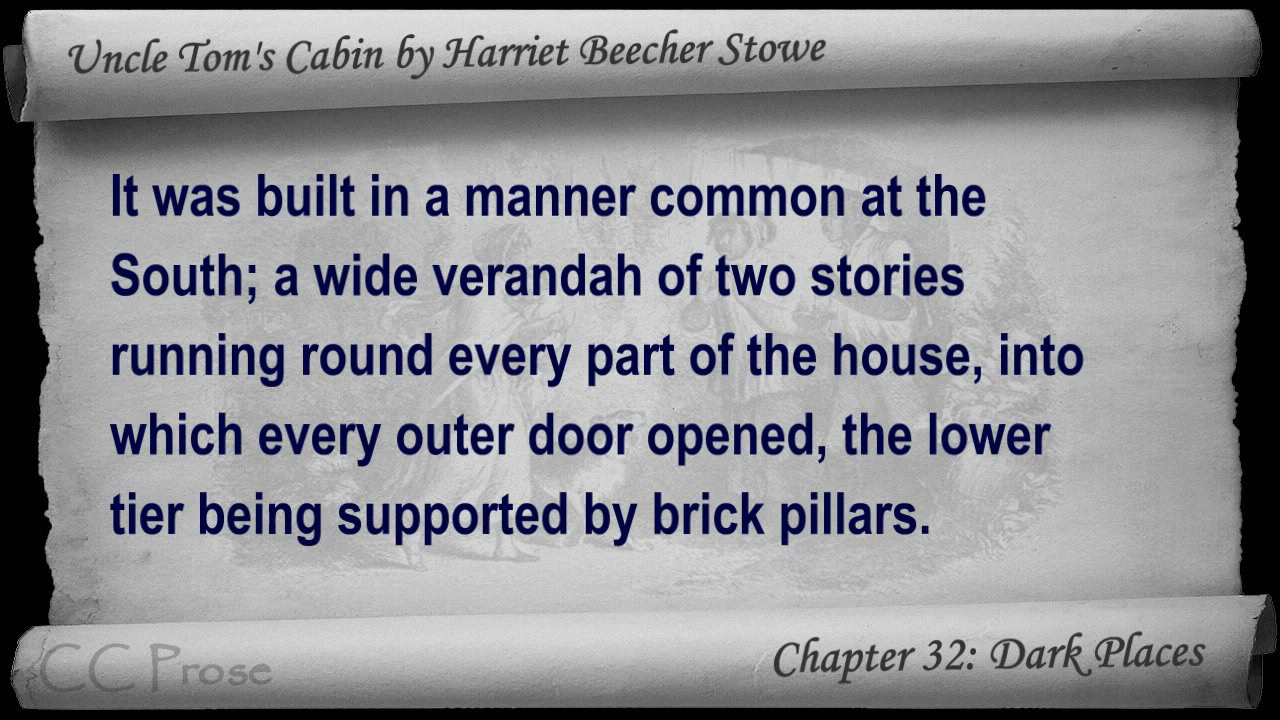 Uncle Tom's Cabin by Harriet Beecher Stowe
It was built in a manner common at the
South; a wide verandah of two stories
running round every part of the house, into
which every outer door opened, the lower
tier being supported by brick pillars.
CC Prose
Chapter 32: Dark Places